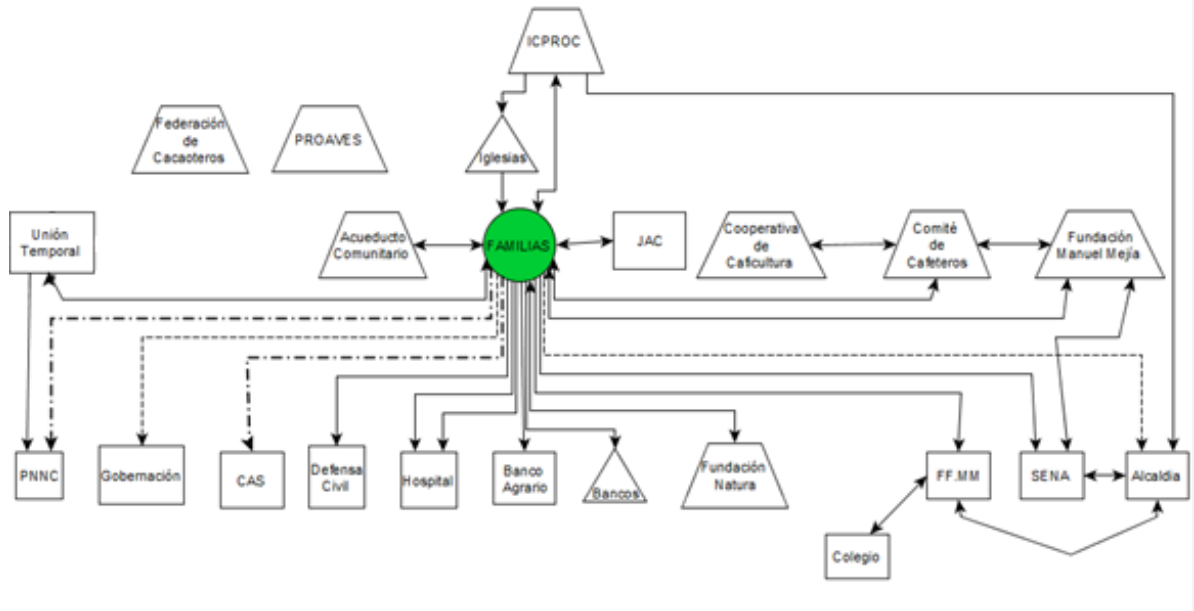 ICPROC
Federación
de
Cacaoteros
PROAVES
Iglesias
Unión
Temporal
Acueducto
Comunitario
FAMILIAS
JAC
Cooperativa
de
Caficultura
Comité
de
Cafeteros
Fundación
Manuel Mejía
PNNC
Gobernación
CAS
Defensa
Civil
Hospital
Banco
Agrario
Bancos
Fundación
Natura
FF.MM
SENA
Alcaldia
Colegio